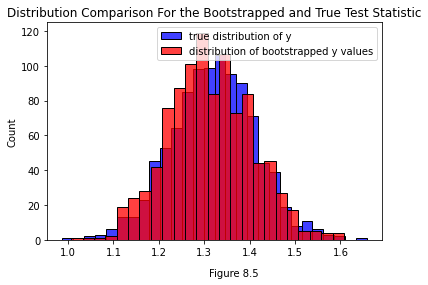 Distribution Comparison For the Bootstrapped and True Test Statistic
true distribution of y
distribution of bootstrapped y values
Count
120
100
80
60
40
20
0
1.0 1.1 1.2 1.3 1.4 1.5 1.6
Figure 8.5